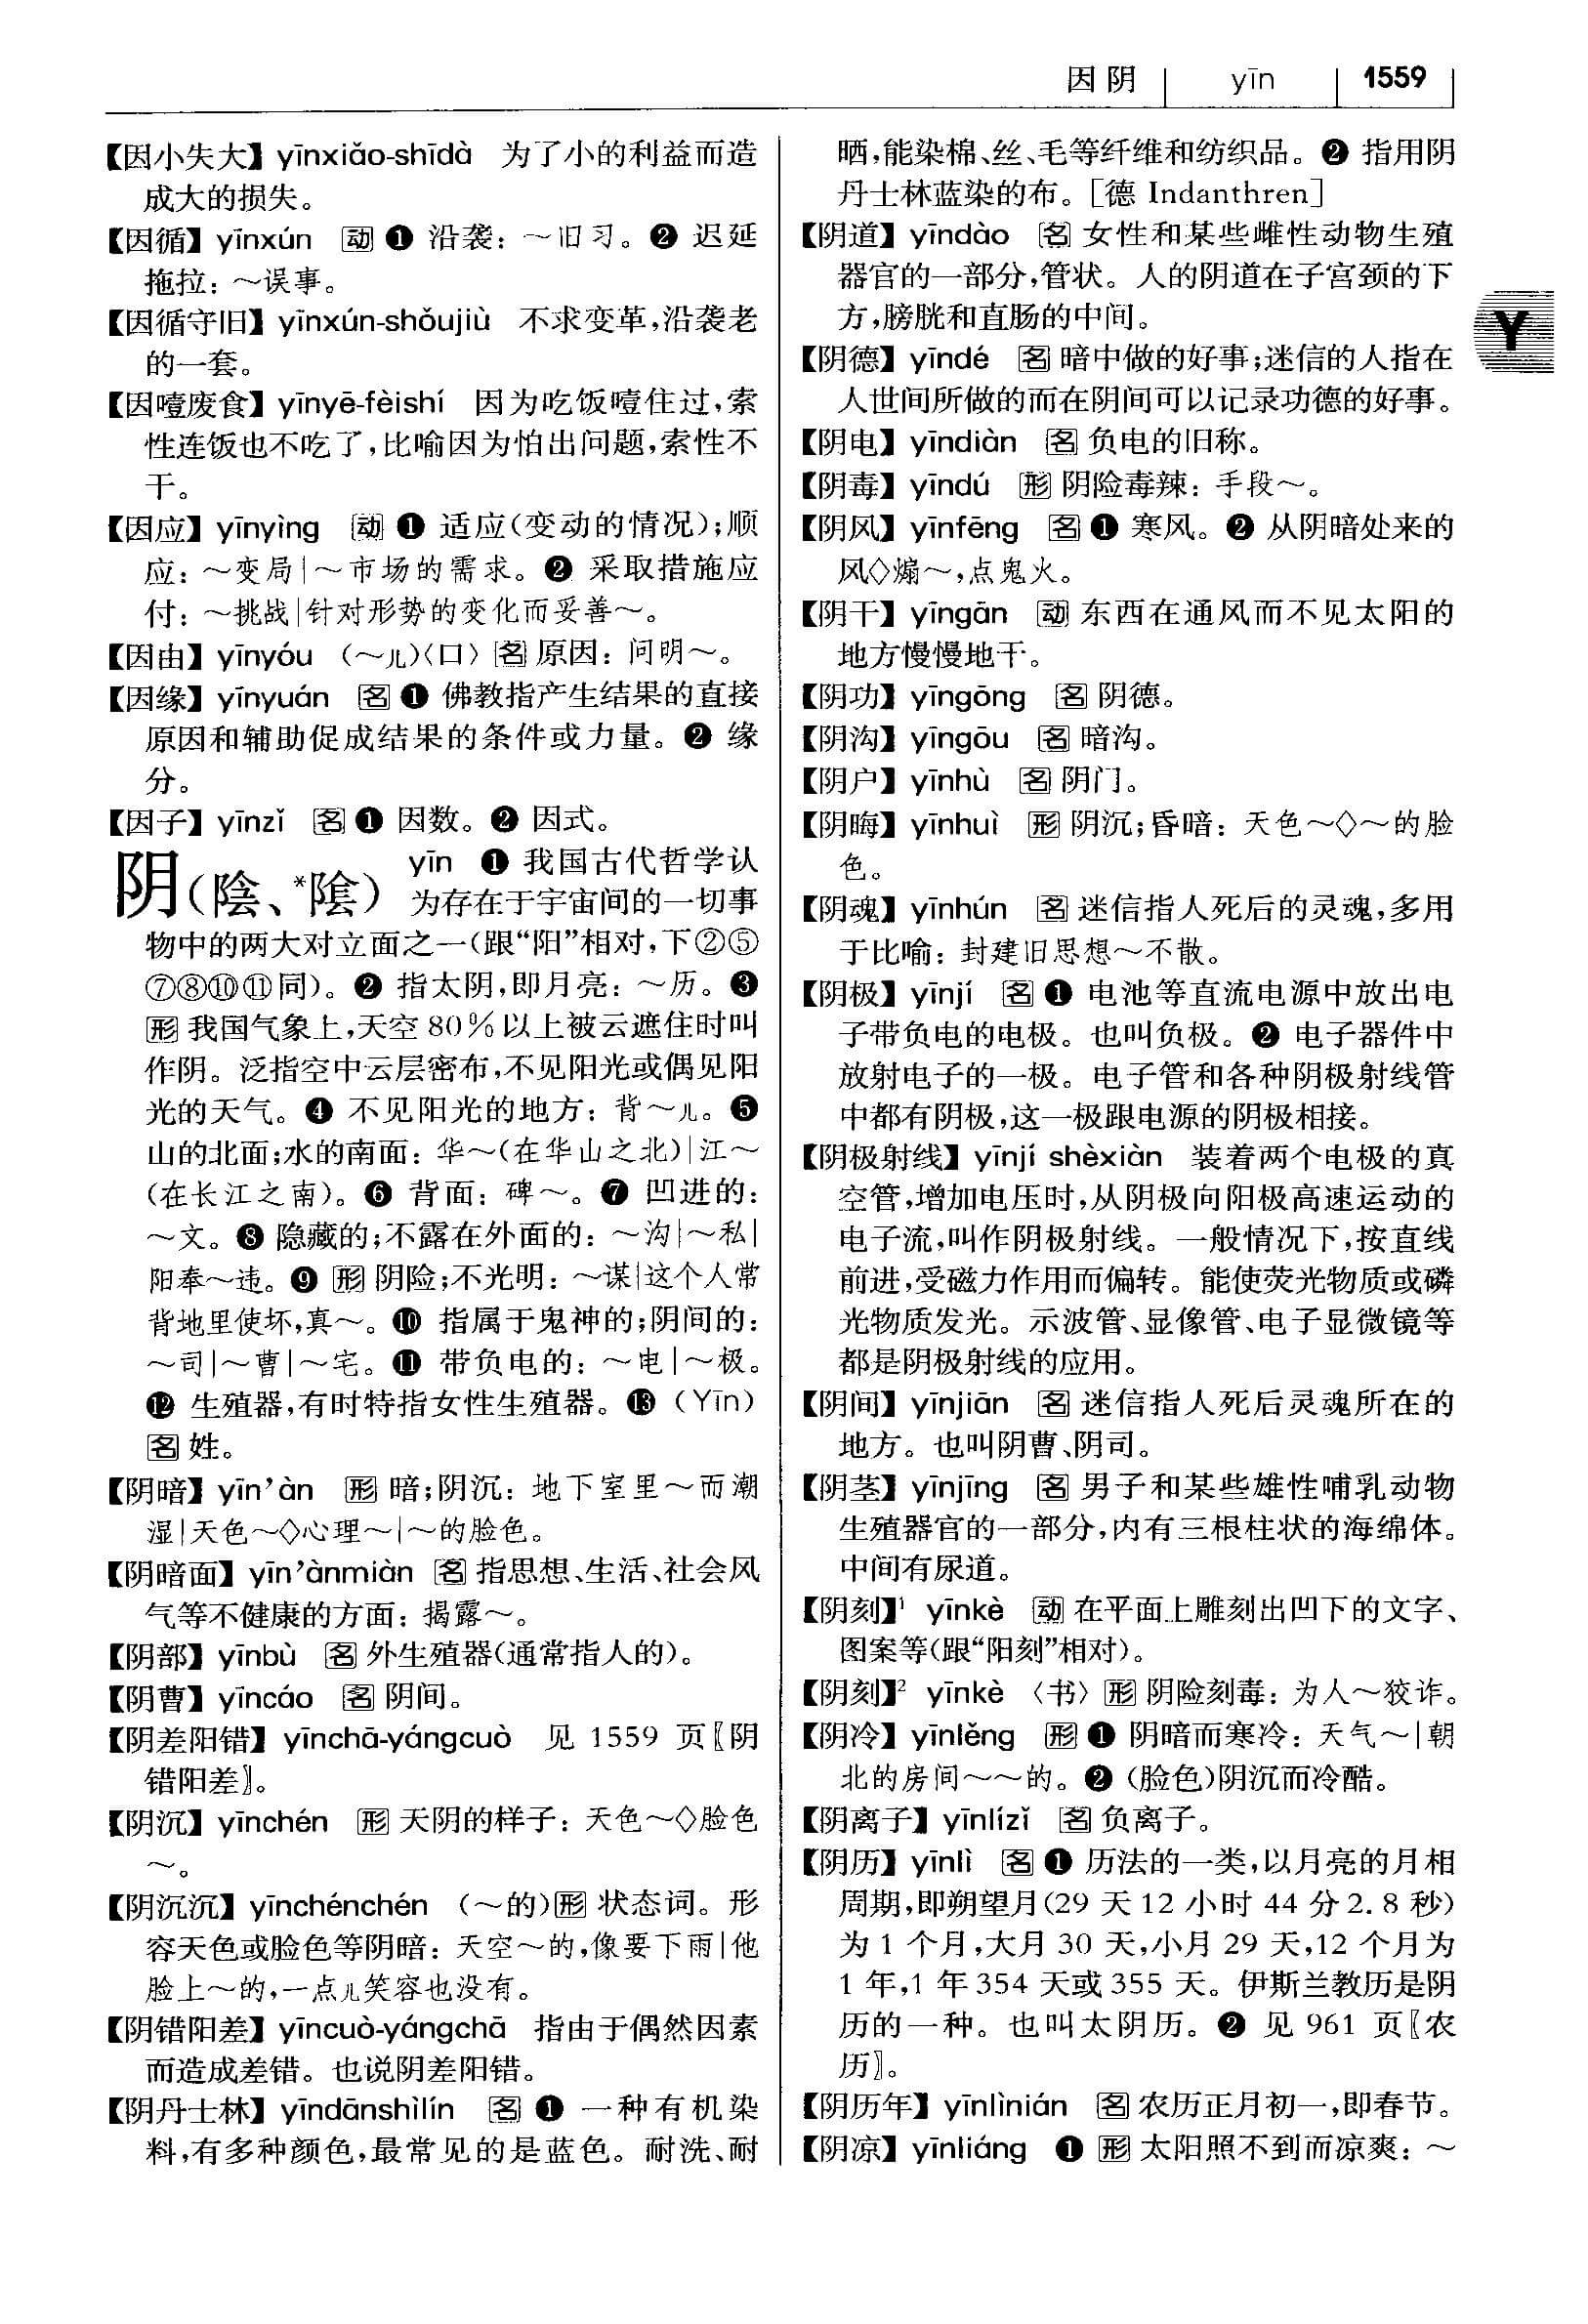 因阴 yīn 1559
【因小失大】 yīnxiǎo-shīdà 为了小的利益而造
成大的损失。
【因循】 yīnxún 动 ❶ 沿袭：～旧习。❷ 迟延
拖拉：～误事。
【因循守旧】 yīnxún-shǒujiù 不求变革，沿袭老
的一套。
【因噎废食】 yīnyē-fèishí 因为吃饭噎住过，索
性连饭也不吃了，比喻因为怕出问题，索性不
干。
【因应】 yīnyìng 动 ❶ 适应（变动的情况）；顺
应：～变局｜～市场的需求。❷ 采取措施应
付：～挑战｜针对形势的变化而妥善～。
【因由】 yīnyóu （～儿）〈口〉 名 原因：问明～。
【因缘】 yīnyuán 名 ❶ 佛教指产生结果的直接
原因和辅助促成结果的条件或力量。❷ 缘
分。
【因子】 yīnzǐ 名 ❶ 因数。❷ 因式。
阴（陰、*隂） yīn ❶ 我国古代哲学认
为存在于宇宙间的一切事
物中的两大对立面之一（跟“阳”相对，下②⑤
⑦⑧⑩⑪同）。❷ 指太阴，即月亮：～历。❸
形 我国气象上，天空 80％以上被云遮住时叫
作阴。泛指空中云层密布，不见阳光或偶见阳
光的天气。❹ 不见阳光的地方：背～儿。❺
山的北面；水的南面：华～（在华山之北）｜江～
（在长江之南）。❻ 背面：碑～。❼ 凹进的：
～文。❽ 隐藏的；不露在外面的：～沟｜～私｜
阳奉～违。❾ 形 阴险；不光明：～谋｜这个人常
背地里使坏，真～。❿ 指属于鬼神的；阴间的：
～司｜～曹｜～宅。⓫ 带负电的：～电｜～极。
⓬ 生殖器，有时特指女性生殖器。⓭（Yīn）
名 姓。
【阴暗】 yīn’àn 形 暗；阴沉：地下室里～而潮
湿｜天色～◇心理～｜～的脸色。
【阴暗面】 yīn’ànmiàn 名 指思想、生活、社会风
气等不健康的方面：揭露～。
【阴部】 yīnbù 名 外生殖器（通常指人的）。
【阴曹】 yīncáo 名 阴间。
【阴差阳错】 yīnchā-yángcuò 见 1559 页〖阴
错阳差〗。
【阴沉】 yīnchén 形 天阴的样子：天色～◇脸色
～。
【阴沉沉】 yīnchénchén （～的）形 状态词。形
容天色或脸色等阴暗：天空～的，像要下雨｜他
脸上～的，一点儿笑容也没有。
【阴错阳差】 yīncuò-yángchā 指由于偶然因素
而造成差错。也说阴差阳错。
【阴丹士林】 yīndānshìlín 名 ❶ 一种有机染
料，有多种颜色，最常见的是蓝色。耐洗、耐
晒，能染棉、丝、毛等纤维和纺织品。❷ 指用阴
丹士林蓝染的布。［德 Indanthren］
【阴道】 yīndào 名 女性和某些雌性动物生殖
器官的一部分，管状。人的阴道在子宫颈的下
方，膀胱和直肠的中间。
【阴德】 yīndé 名 暗中做的好事；迷信的人指在
人世间所做的而在阴间可以记录功德的好事。
【阴电】 yīndiàn 名 负电的旧称。
【阴毒】 yīndú 形 阴险毒辣：手段～。
【阴风】 yīnfēng 名 ❶ 寒风。❷ 从阴暗处来的
风◇煽～，点鬼火。
【阴干】 yīngān 动 东西在通风而不见太阳的
地方慢慢地干。
【阴功】 yīngōng 名 阴德。
【阴沟】 yīngōu 名 暗沟。
【阴户】 yīnhù 名 阴门。
【阴晦】 yīnhuì 形 阴沉；昏暗：天色～◇～的脸
色。
【阴魂】 yīnhún 名 迷信指人死后的灵魂，多用
于比喻：封建旧思想～不散。
【阴极】 yīnjí 名 ❶ 电池等直流电源中放出电
子带负电的电极。也叫负极。❷ 电子器件中
放射电子的一极。电子管和各种阴极射线管
中都有阴极，这一极跟电源的阴极相接。
【阴极射线】 yīnjí shèxiàn 装着两个电极的真
空管，增加电压时，从阴极向阳极高速运动的
电子流，叫作阴极射线。一般情况下，按直线
前进，受磁力作用而偏转。能使荧光物质或磷
光物质发光。示波管、显像管、电子显微镜等
都是阴极射线的应用。
【阴间】 yīnjiān 名 迷信指人死后灵魂所在的
地方。也叫阴曹、阴司。
【阴茎】 yīnjīng 名 男子和某些雄性哺乳动物
生殖器官的一部分，内有三根柱状的海绵体。
中间有尿道。
【阴刻】¹ yīnkè 动 在平面上雕刻出凹下的文字、
图案等（跟“阳刻”相对）。
【阴刻】² yīnkè 〈书〉形 阴险刻毒：为人～狡诈。
【阴冷】 yīnlěng 形 ❶ 阴暗而寒冷：天气～｜朝
北的房间～～的。❷（脸色）阴沉而冷酷。
【阴离子】 yīnlízǐ 名 负离子。
【阴历】 yīnlì 名 ❶ 历法的一类，以月亮的月相
周期，即朔望月（29 天 12 小时 44 分 2.8 秒）
为 1 个月，大月 30 天，小月 29 天，12 个月为
1 年，1 年 354 天或 355 天。伊斯兰教历是阴
历的一种。也叫太阴历。❷ 见 961 页〖农
历〗。
【阴历年】 yīnlìnián 名 农历正月初一，即春节。
【阴凉】 yīnliáng ❶ 形 太阳照不到而凉爽：～
Y